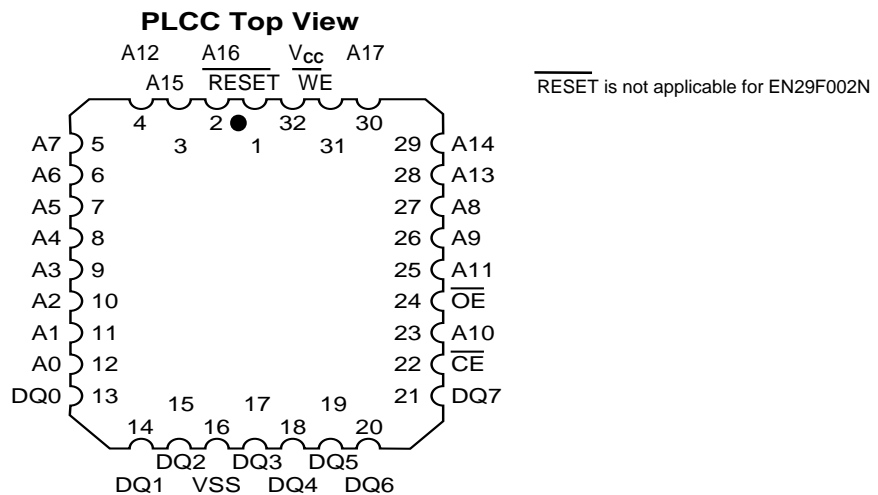 PLCC Top View
A12 A16 VCC A17
A15 RESET WE
RESET is not applicable for EN29F002N
4 2 32 30
3 1 31
A7 5 29 A14
A6 6 28 A13
A5 7 27 A8
A4 8 26 A9
A3 9 25 A11
A2 10 24 OE
A1 11 23 A10
A0 12 22 CE
DQ0 13 21 DQ7
15 17 19
14 16 18 20
DQ2 DQ3 DQ5
DQ1 VSS DQ4 DQ6